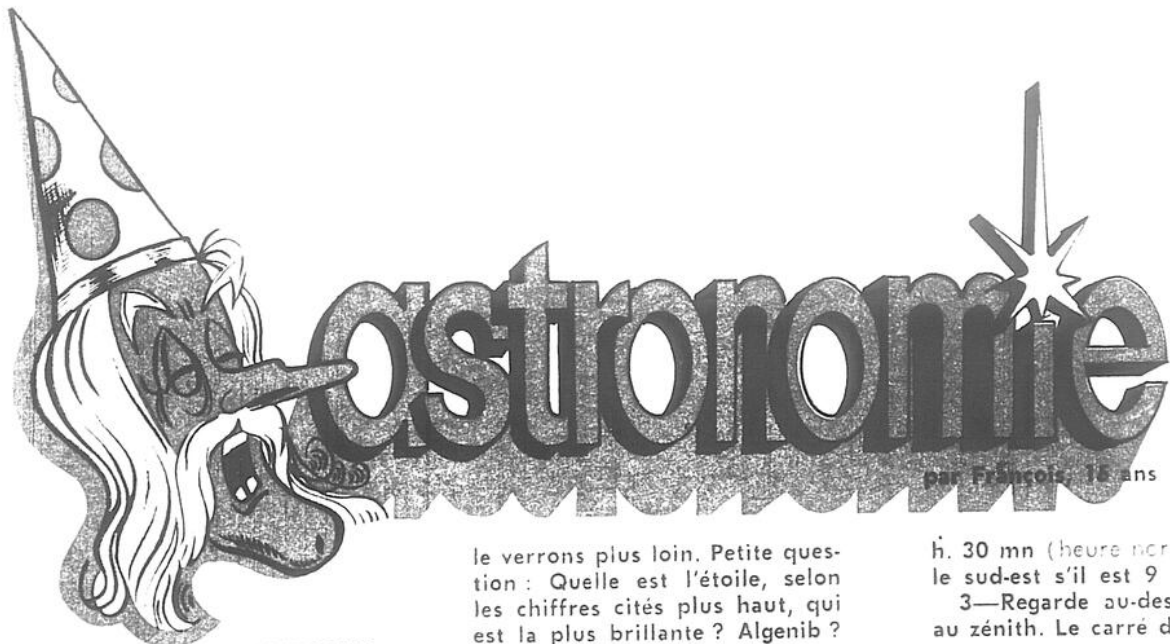 astronomie
par François, 16 ans
le verrons plus loin. Petite ques-
tion : Quelle est l'étoile, selon
les chiffres cités plus haut, qui
est la plus brillante ? Algenib ?
h. 30 mn (heure nor
le sud-est s'il est 9
3—Regarde au-des
au zénith. Le carré d